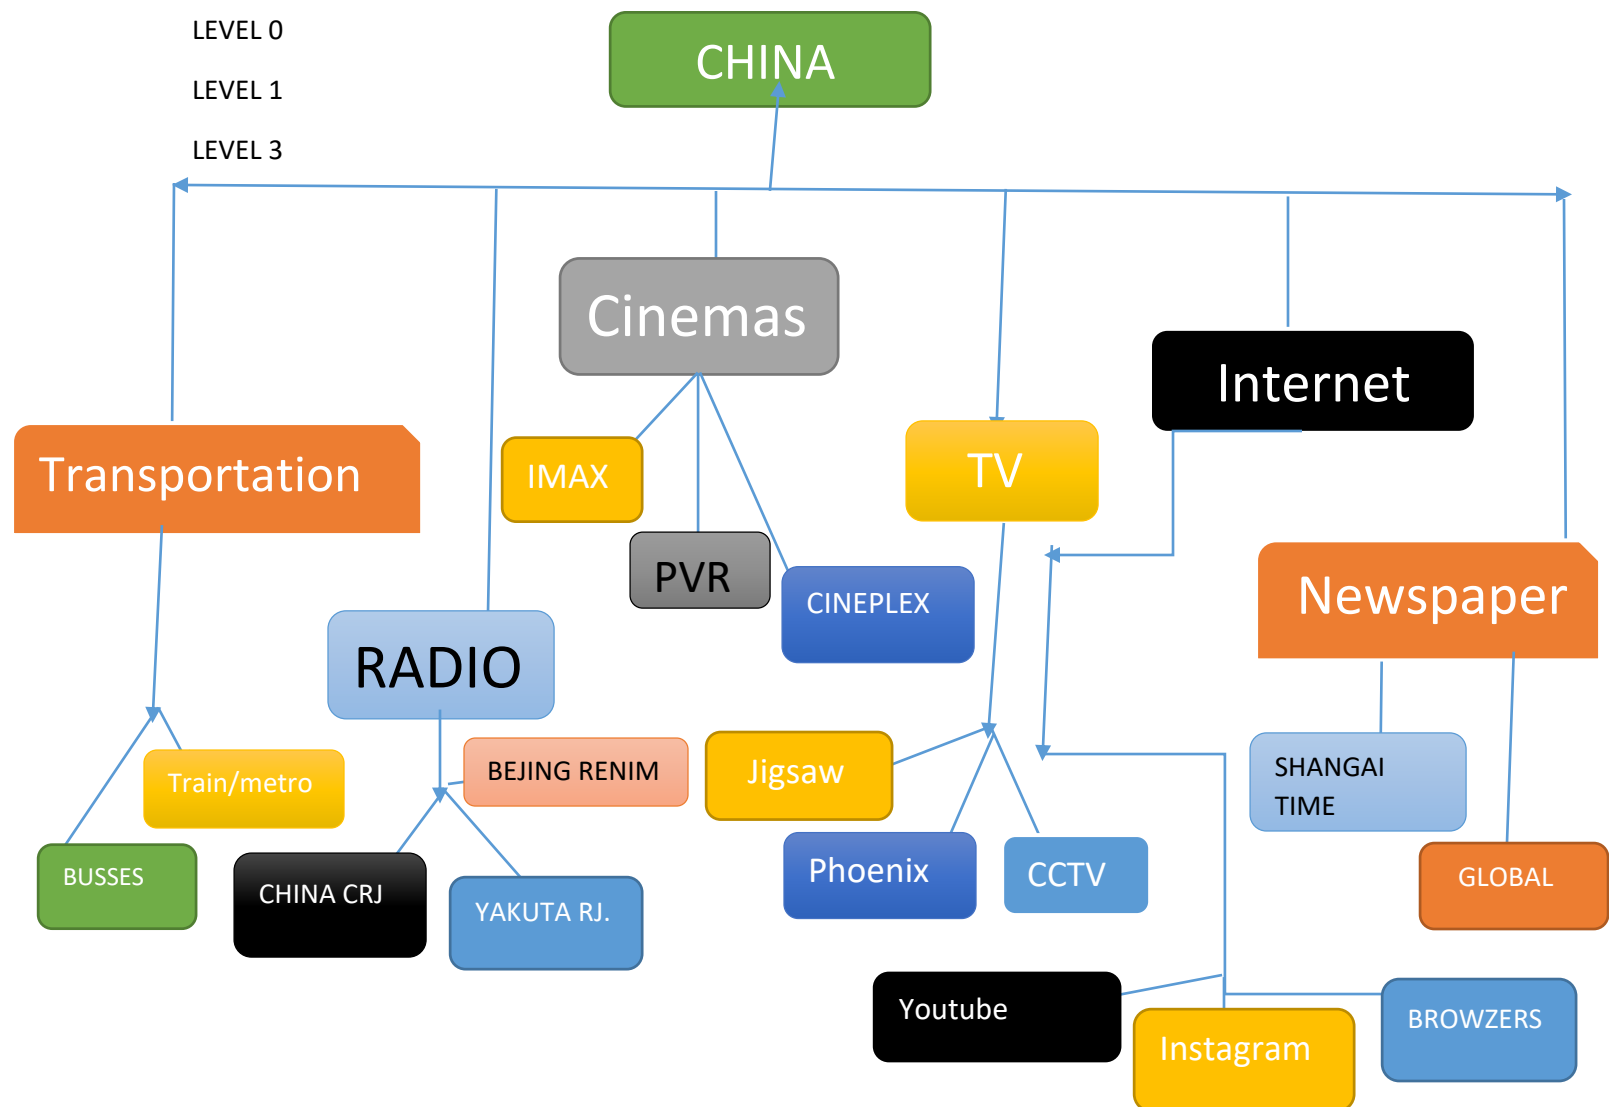 LEVEL 0
CHINA
LEVEL 1
LEVEL 3
Cinemas
Internet
Transportation
IMAX
TV
PVR
CINEPLEX
Newspaper
RADIO
Train/metro
BEJING RENIM
Jigsaw
SHANGAI
TIME
BUSSES
CHINA CRJ
YAKUTA RJ.
Phoenix
CCTV
GLOBAL
Youtube
Instagram
BROWZERS